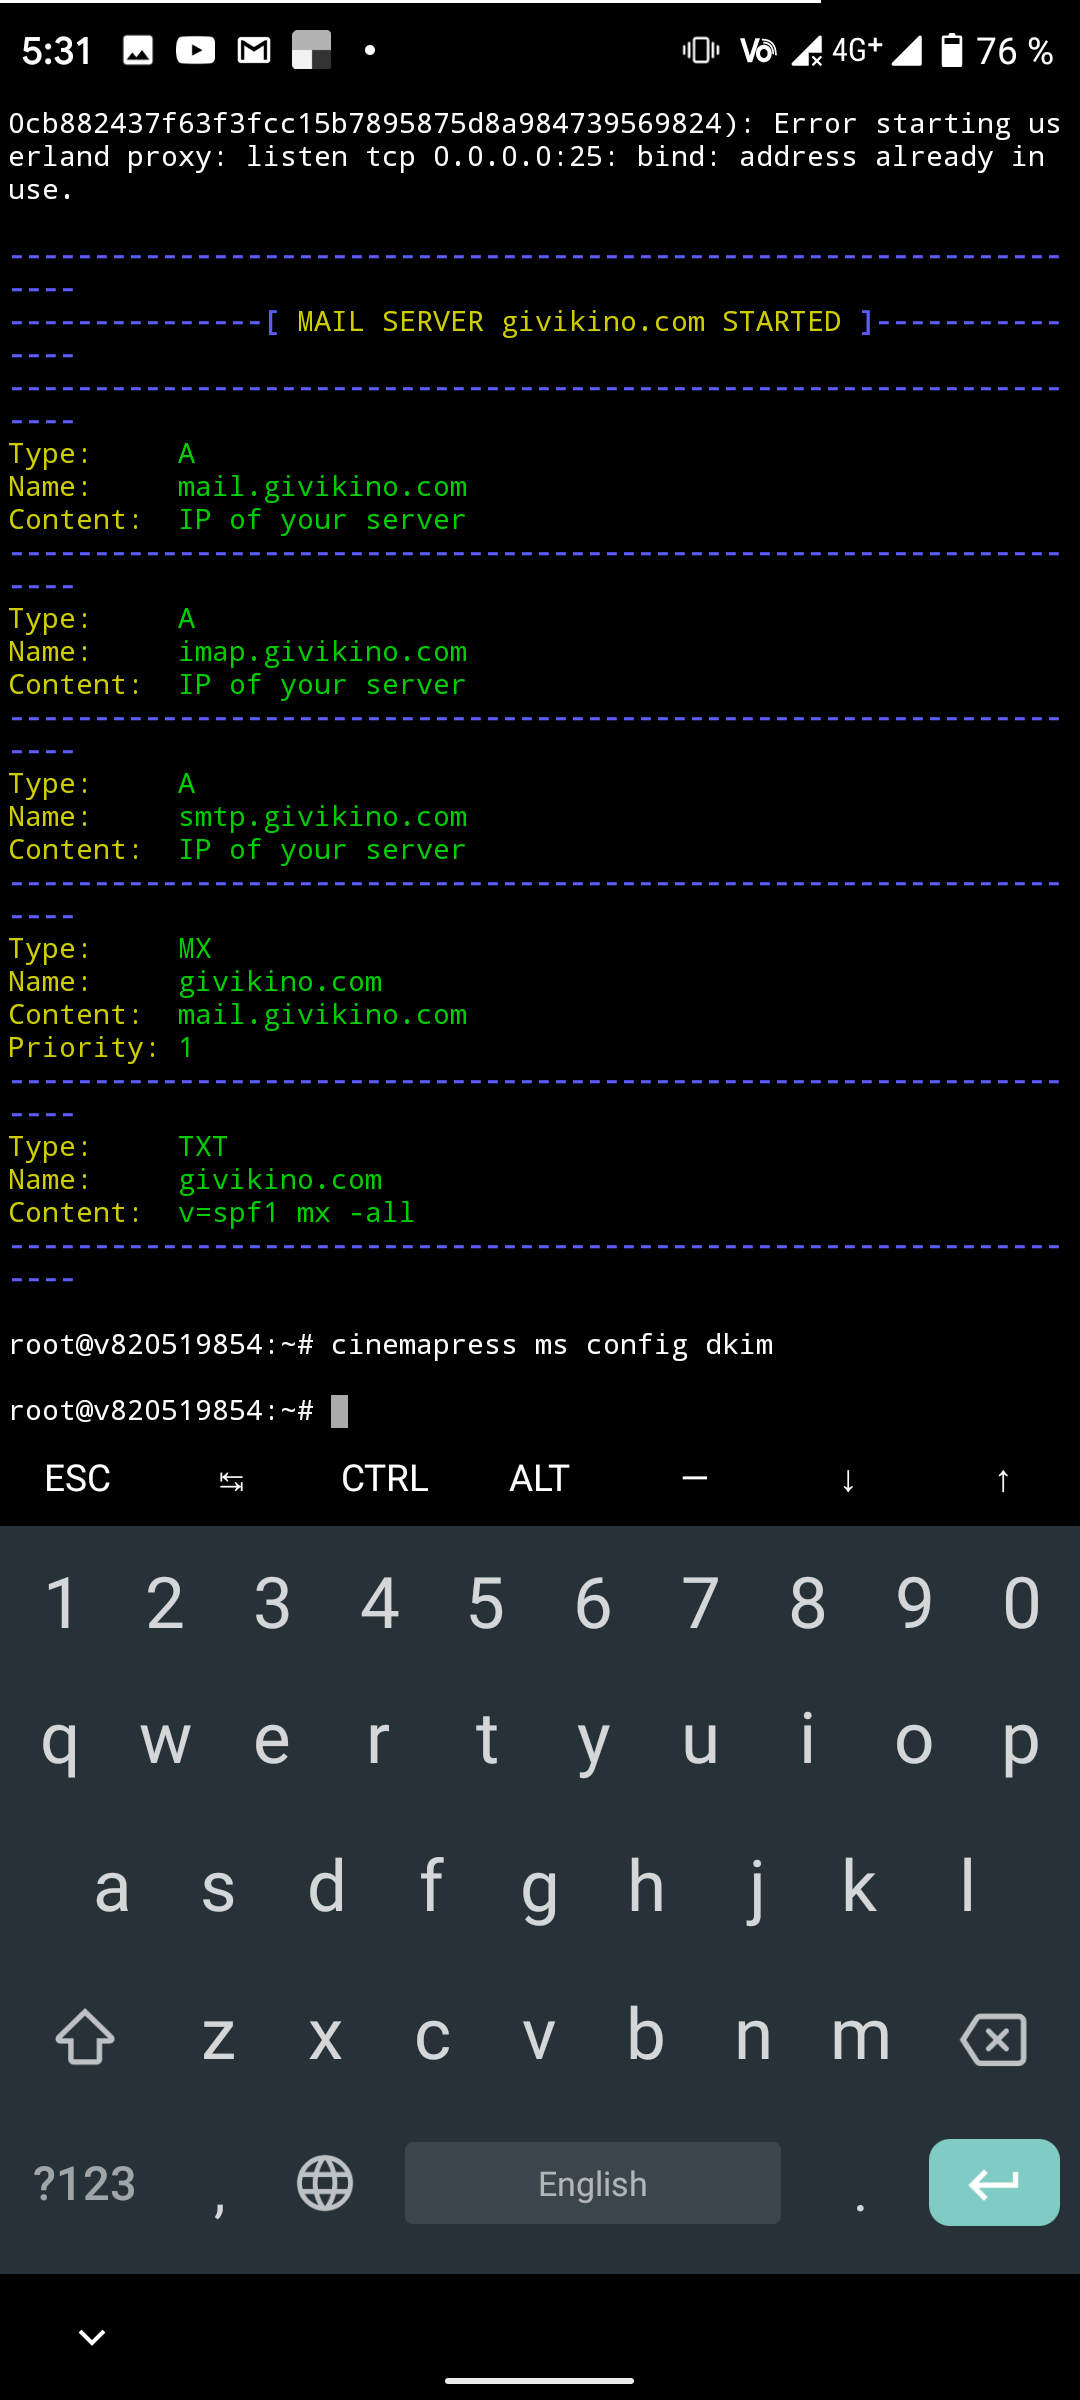 5:31 4G+ 76 %
0cb882437f63f3fcc15b7895875d8a984739569824): Error starting us
erland proxy: listen tcp 0.0.0.0:25: bind: address already in
use.
--------------------------------------------------------------
----
---------------[ MAIL SERVER givikino.com STARTED ]-----------
----
--------------------------------------------------------------
----
Type: A
Name: mail.givikino.com
Content: IP of your server
--------------------------------------------------------------
----
Type: A
Name: imap.givikino.com
Content: IP of your server
--------------------------------------------------------------
----
Type: A
Name: smtp.givikino.com
Content: IP of your server
--------------------------------------------------------------
----
Type: MX
Name: givikino.com
Content: mail.givikino.com
Priority: 1
--------------------------------------------------------------
----
Type: TXT
Name: givikino.com
Content: v=spf1 mx -all
--------------------------------------------------------------
----
root@v820519854:~# cinemapress ms config dkim
root@v820519854:~#
ESC ↹ CTRL ALT — ↓ ↑
1 2 3 4 5 6 7 8 9 0
q w e r t y u i o p
a s d f g h j k l
z x c v b n m
?123 , English .